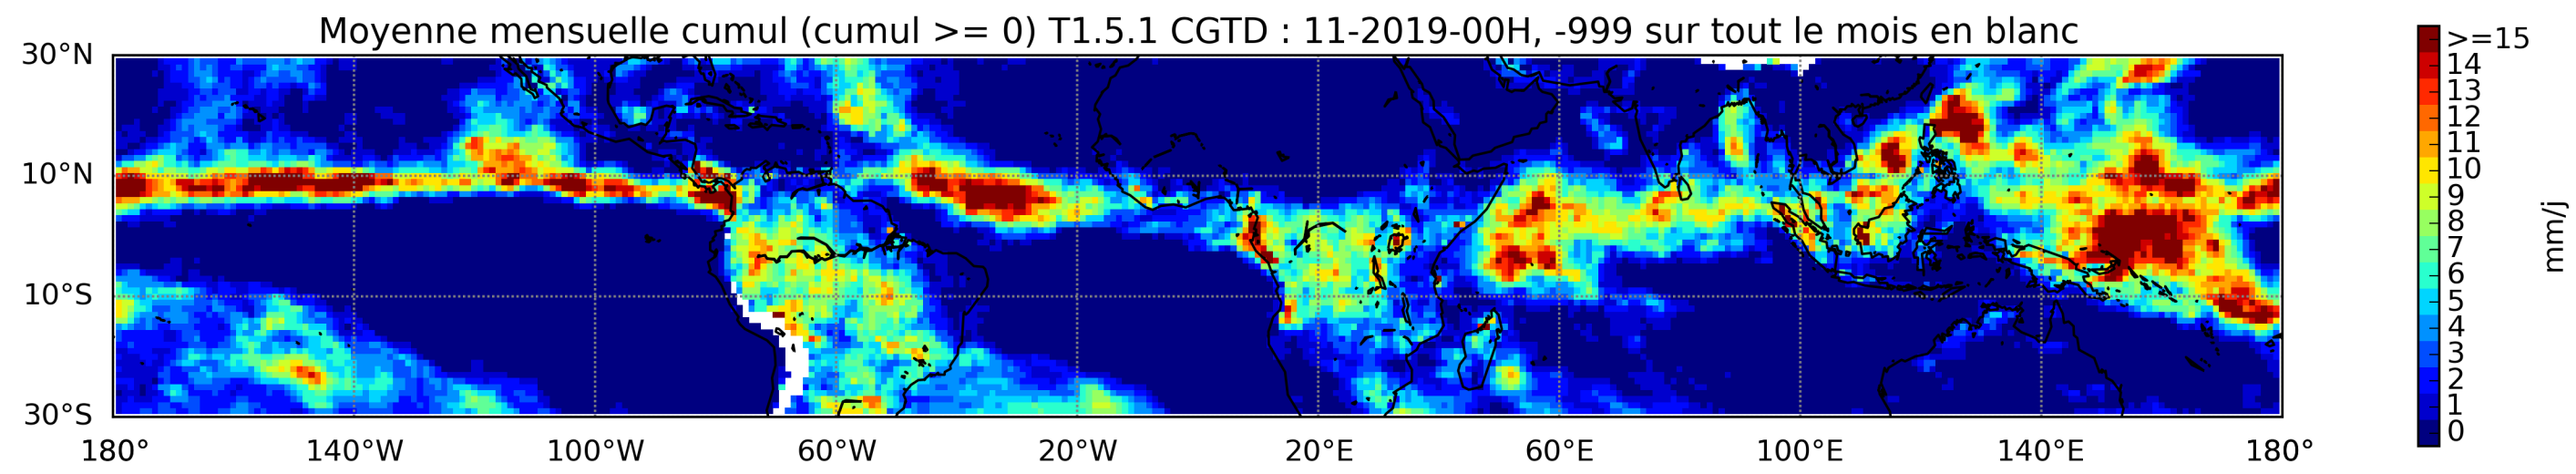 Moyenne mensuelle cumul (cumul >= 0) T1.5.1 CGTD : 11-2019-00H, -999 sur tout le mois en blanc
30°N
10°N
10°S
30°S
180° 140°W 100°W 60°W 20°W 20°E 60°E 100°E 140°E 180°
>=15
14
13
12
11
10
9
8
7
6
5
4
3
2
1
0
mm/j